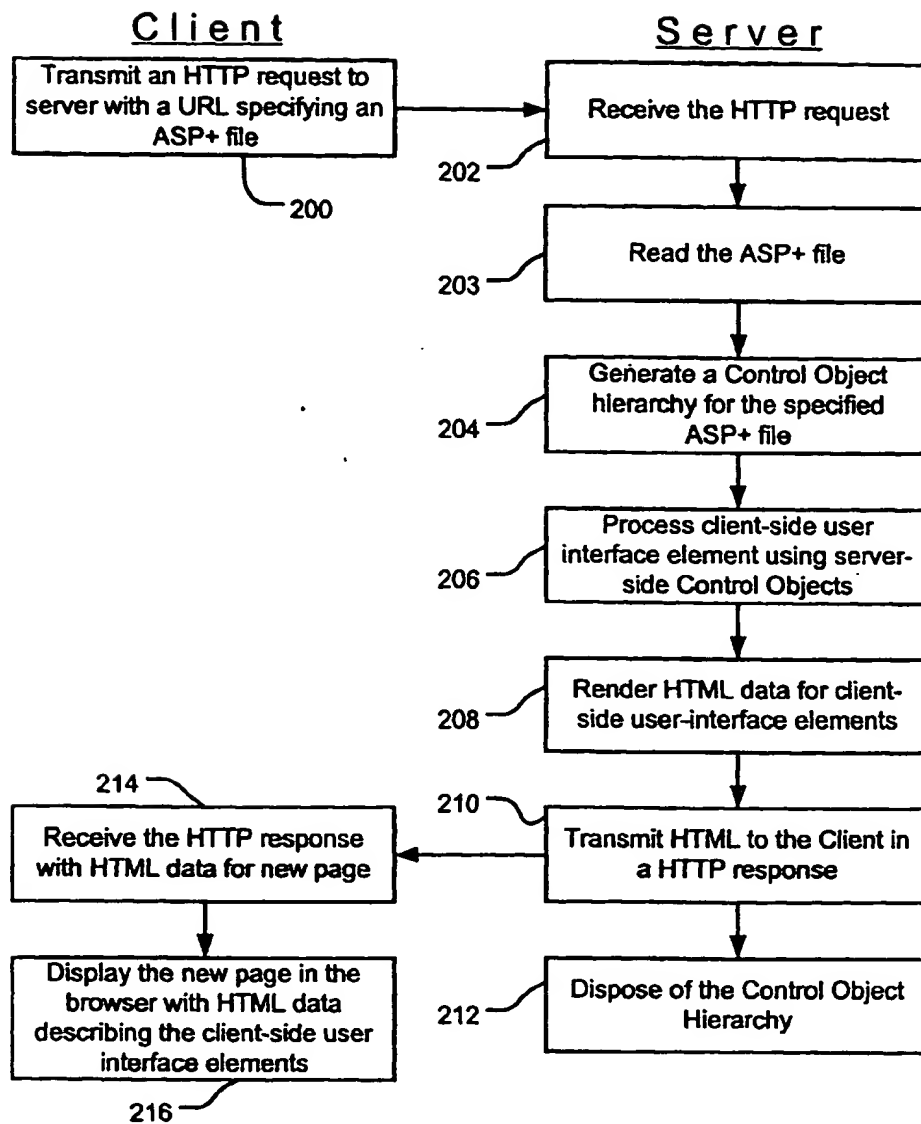 Client
Server
Transmit an HTTP request to
server with a URL specifying an
ASP+ file
200
Receive the HTTP request
202
Read the ASP+ file
203
Generate a Control Object
hierarchy for the specified
ASP+ file
204
Process client-side user
interface element using server-
side Control Objects
206
Render HTML data for client-
side user-interface elements
208
210
Transmit HTML to the Client in
a HTTP response
214
Receive the HTTP response
with HTML data for new page
Display the new page in the
browser with HTML data
describing the client-side user
interface elements
216
Dispose of the Control Object
Hierarchy
212